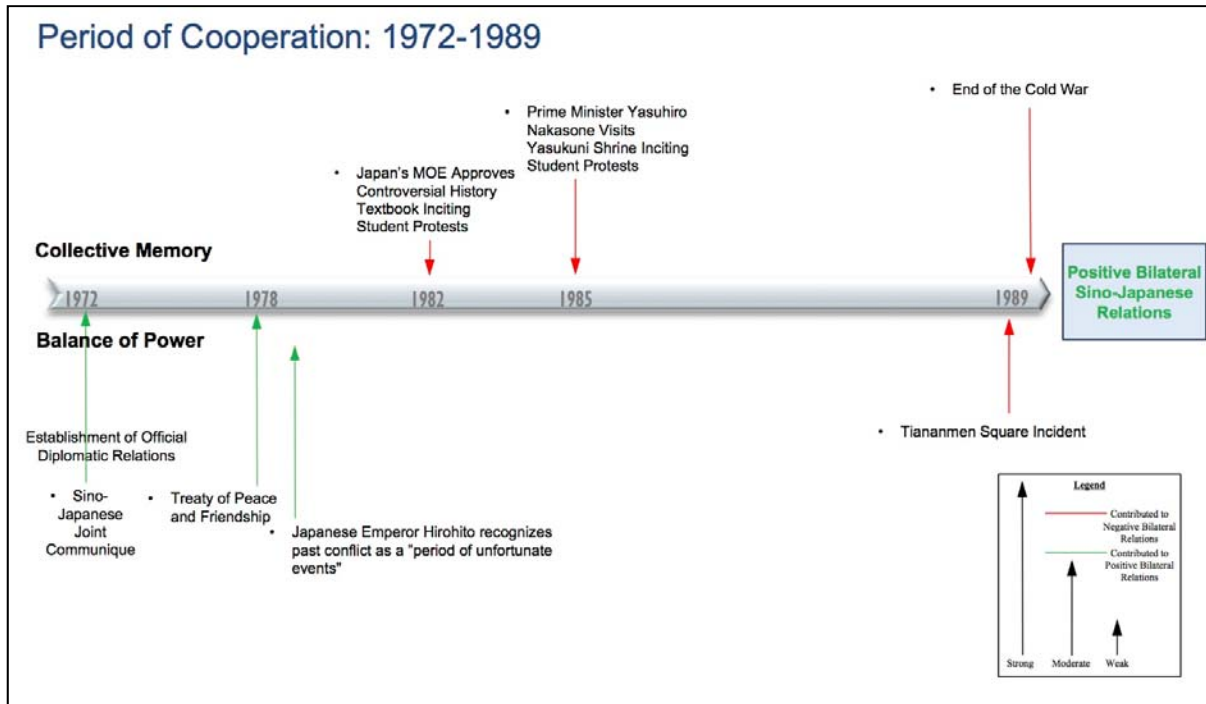 Period of Cooperation: 1972-1989
• End of the Cold War
• Prime Minister Yasuhiro
Nakasone Visits
Yasukuni Shrine Inciting
Student Protests
• Japan's MOE Approves
Controversial History
Textbook Inciting
Student Protests
Collective Memory
1972
1978
1982
1985
1989
Positive Bilateral
Sino-Japanese
Relations
Balance of Power
Establishment of Official
Diplomatic Relations
• Sino-
Japanese
Joint
Communique
• Treaty of Peace
and Friendship
• Japanese Emperor Hirohito recognizes
past conflict as a "period of unfortunate
events"
• Tiananmen Square Incident
Legend
Contributed to
Negative Bilateral
Relations
Contributed to
Positive Bilateral
Relations
Strong
Moderate
Weak